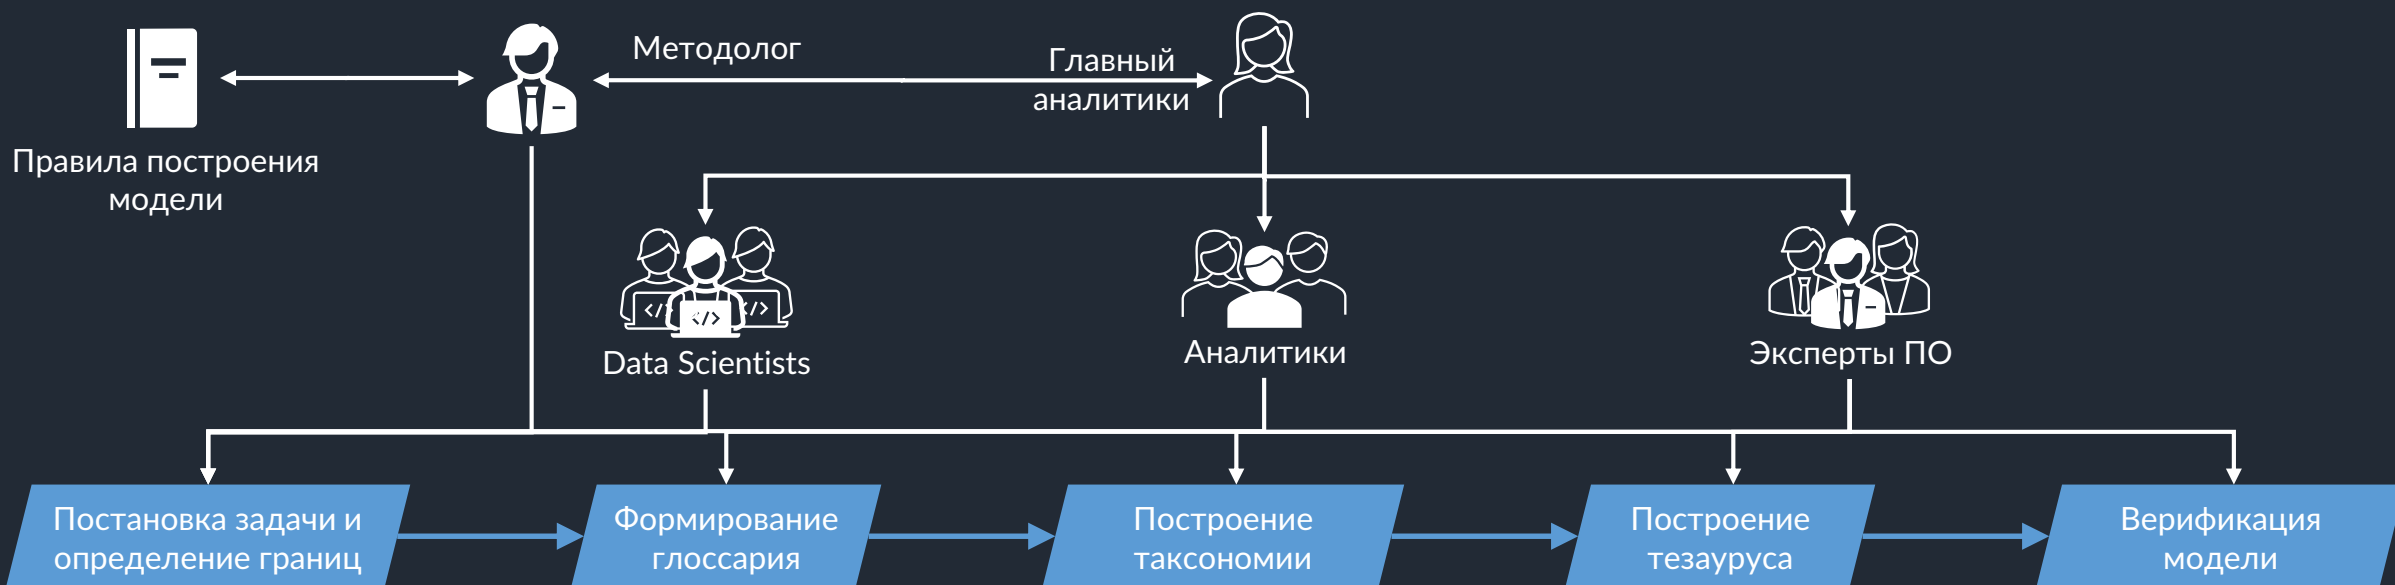 Методолог
Главный
аналитики
Правила построения
модели
Data Scientists
Аналитики
Эксперты ПО
Постановка задачи и
определение границ
Формирование
глоссария
Построение
таксономии
Построение
тезауруса
Верификация
модели